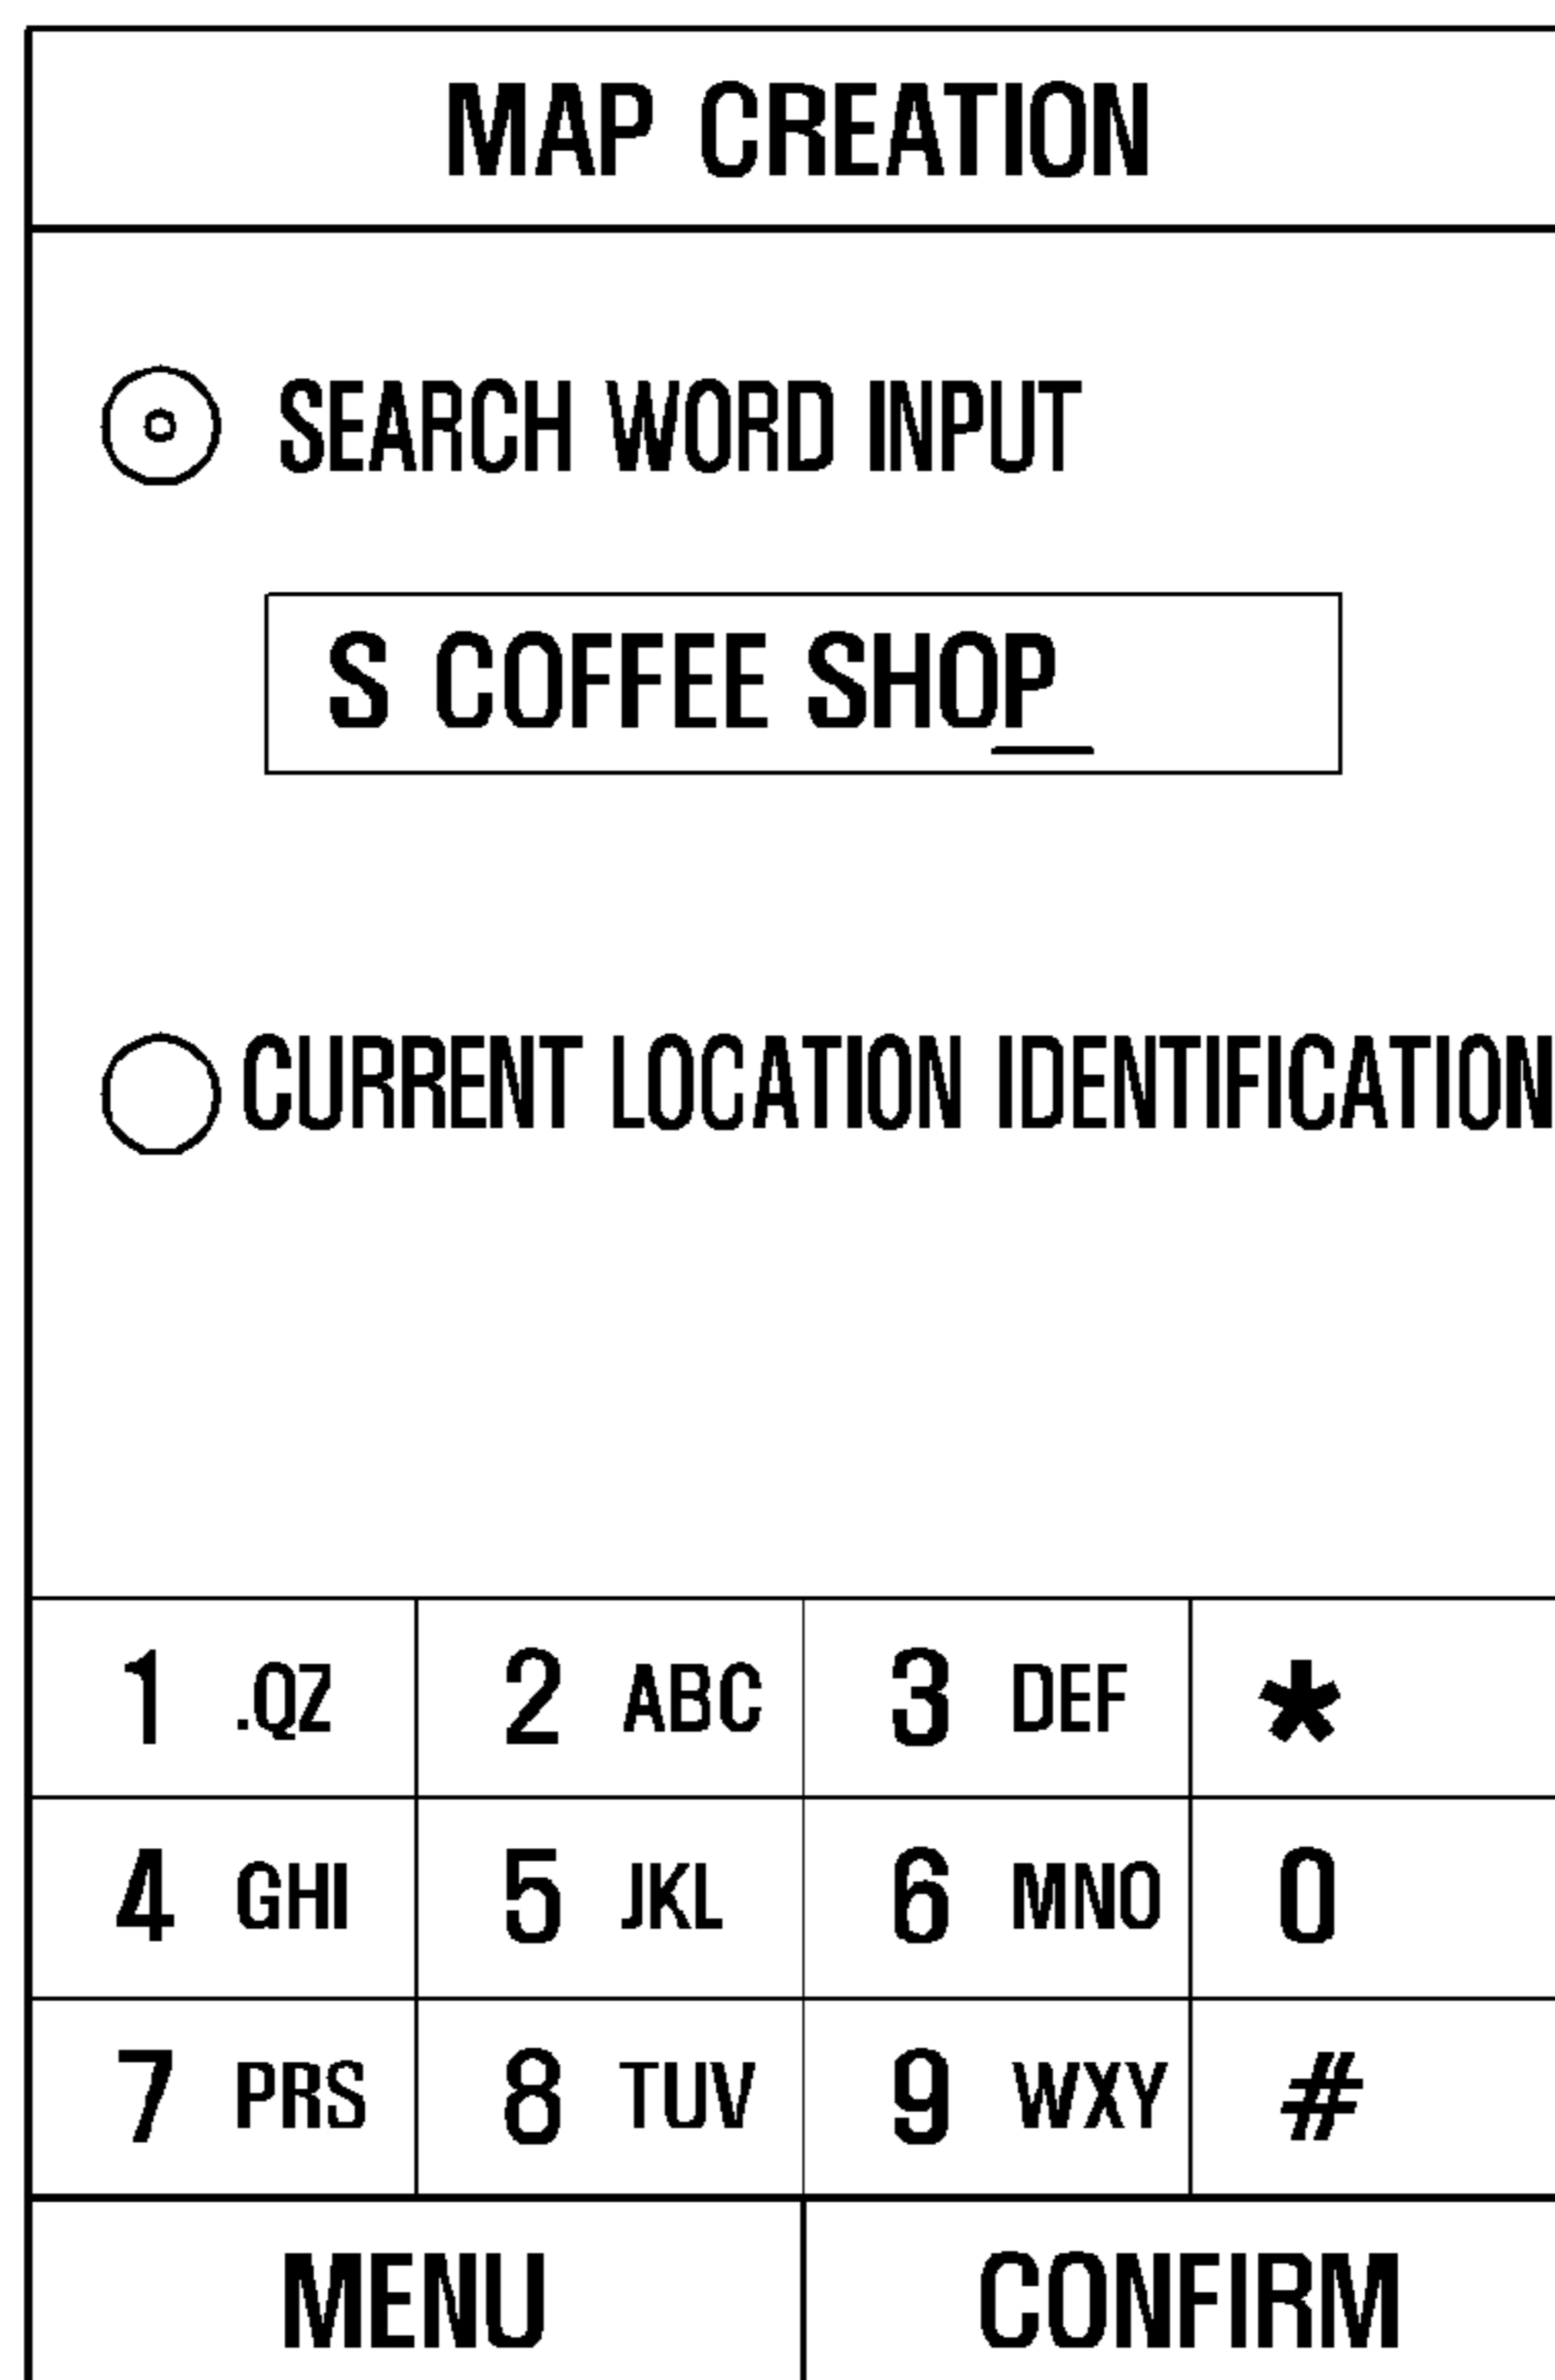 MAP CREATION
SEARCH WORD INPUT
S COFFEE SHOP
CURRENT LOCATION IDENTIFICATION
1 .QZ 2 ABC 3 DEF *
4 GHI 5 JKL 6 MNO 0
7 PRS 8 TUV 9 WXY #
MENU CONFIRM